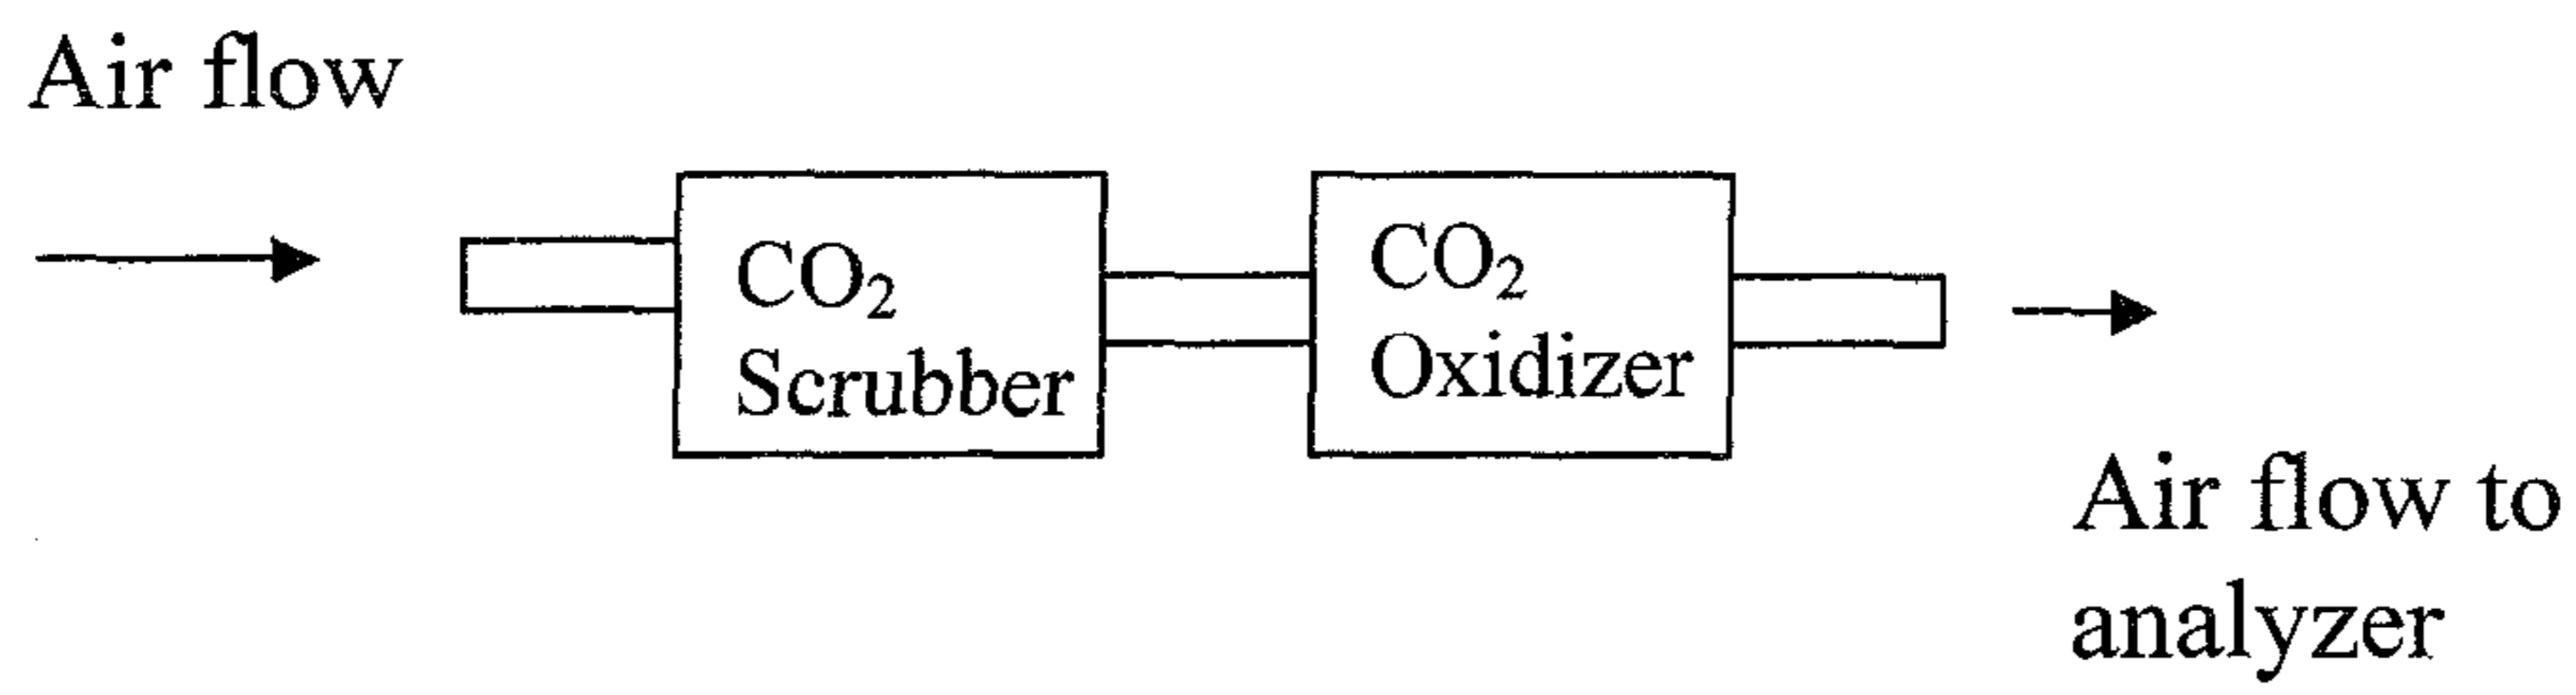 Air flow
CO₂
Scrubber
CO₂
Oxidizer
Air flow to
analyzer